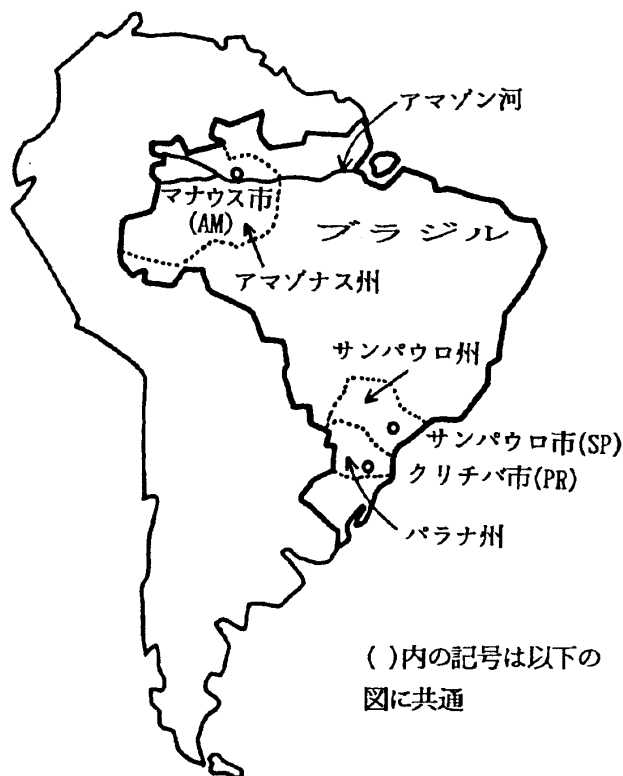 アマゾン河
マナウス市
(AM)
ブラジル
アマゾナス州
サンパウロ州
サンパウロ市(SP)
クリチバ市(PR)
パラナ州
( )内の記号は以下の
図に共通